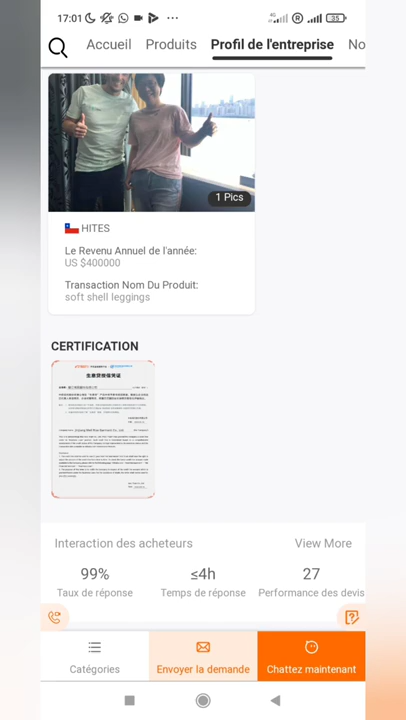 17:01
4G
R
35
Accueil Produits Profil de l'entreprise No
1 Pics
HITES
Le Revenu Annuel de l'année:
US $400000
Transaction Nom Du Produit:
soft shell leggings
CERTIFICATION
Interaction des acheteurs View More
99% ≤4h 27
Taux de réponse Temps de réponse Performance des devis
Catégories Envoyer la demande Chattez maintenant